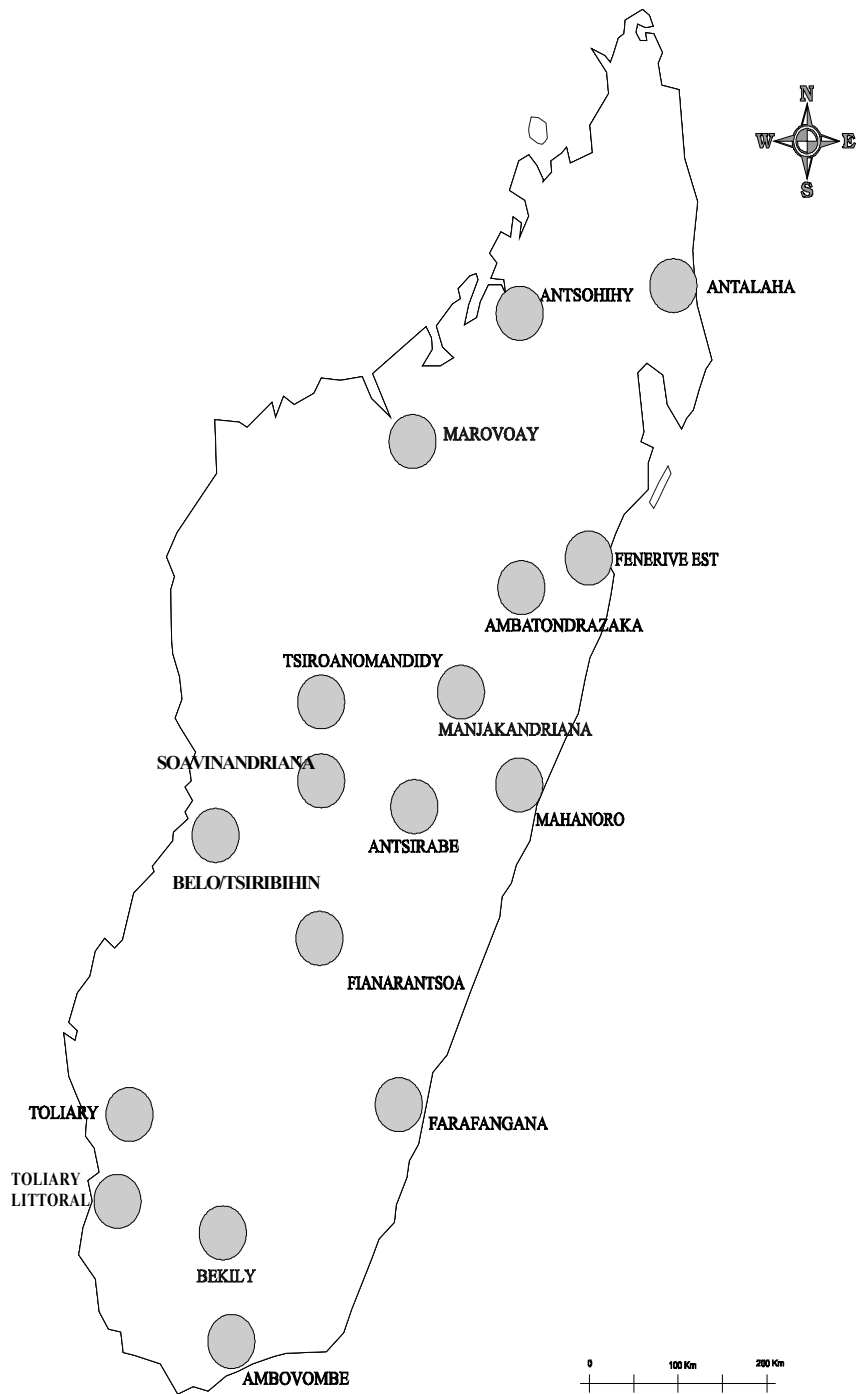 N
W E
S
ANTSOHIHY
ANTALAHA
MAROVOAY
FENERIVE EST
AMBATONDRAZAKA
TSIROANOMANDIDY
MANJAKANDRIANA
SOAVINANDRIANA
MAHANORO
ANTSIRABE
BELO/TSIRIBIHIN
FIANARANTSOA
TOLIARY
FARAFANGANA
TOLIARY
LITTORAL
BEKILY
AMBOVOMBE
0 100 Km 200 Km